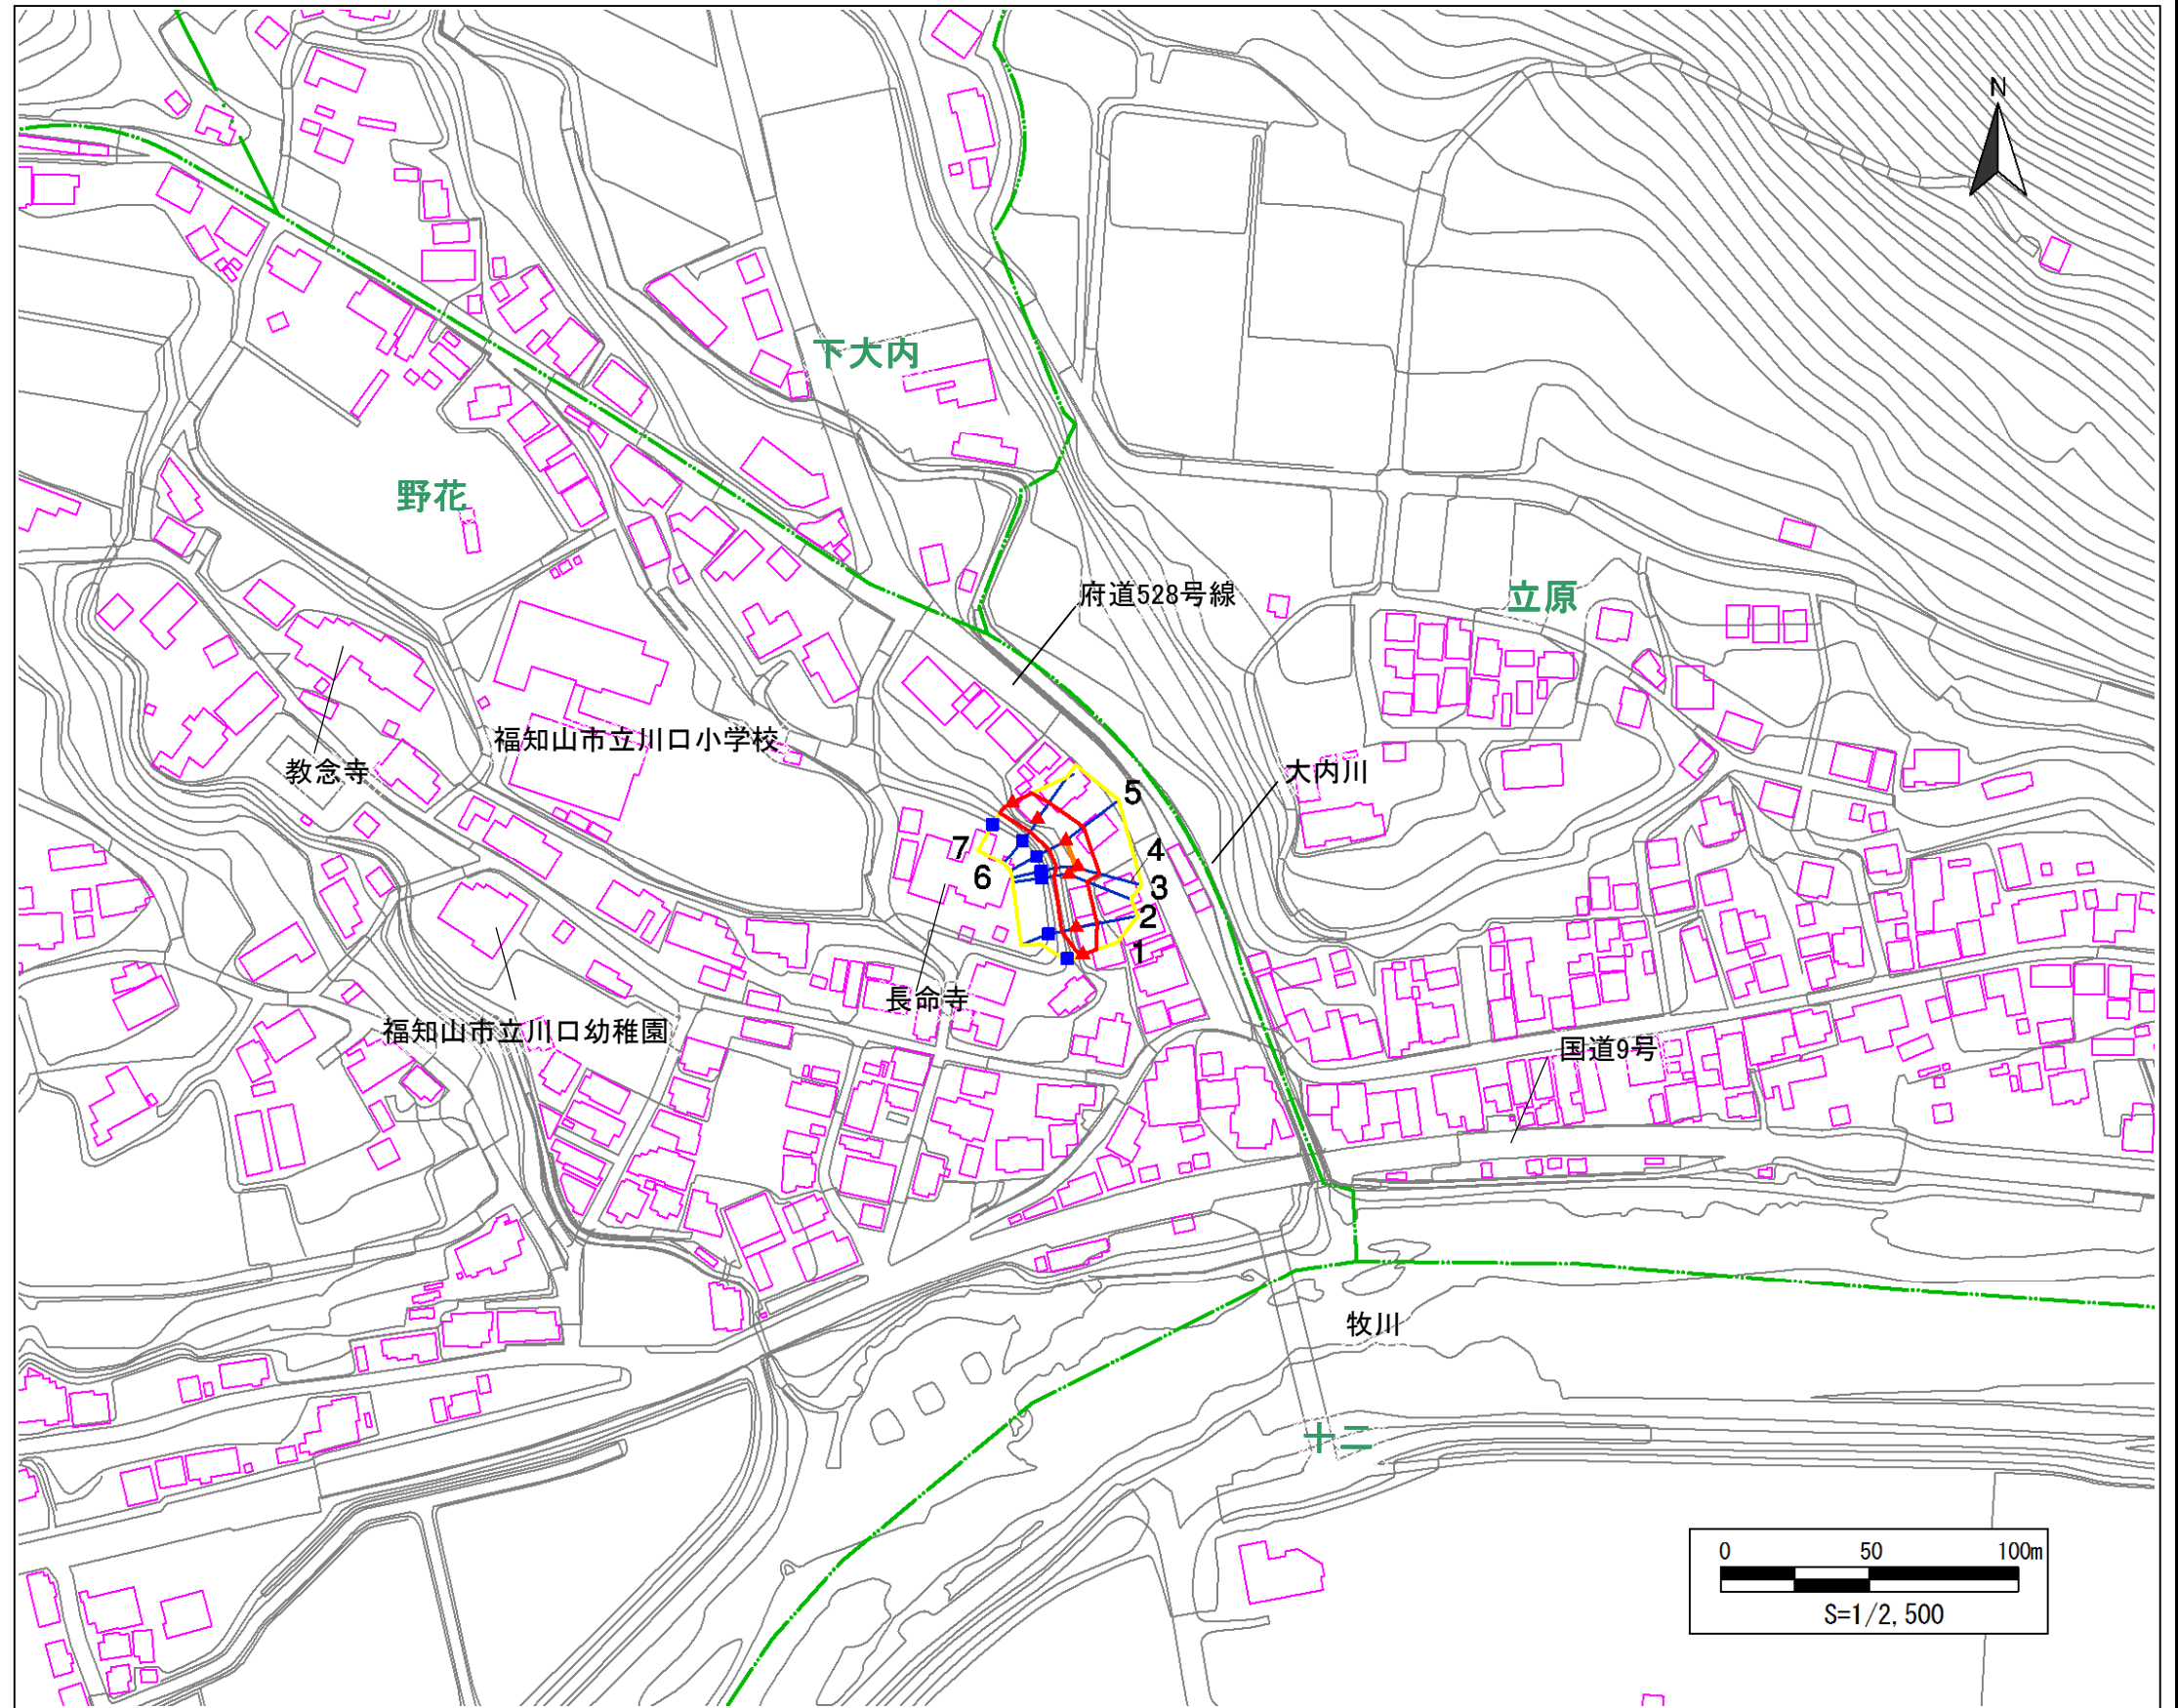 N
下大内
野花
府道528号線
立原
福知山市立川口小学校
教念寺
大内川
5
7
4
6
3
2
1
長命寺
福知山市立川口幼稚園
国道9号
牧川
十二
0 50 100m
S=1/2,500